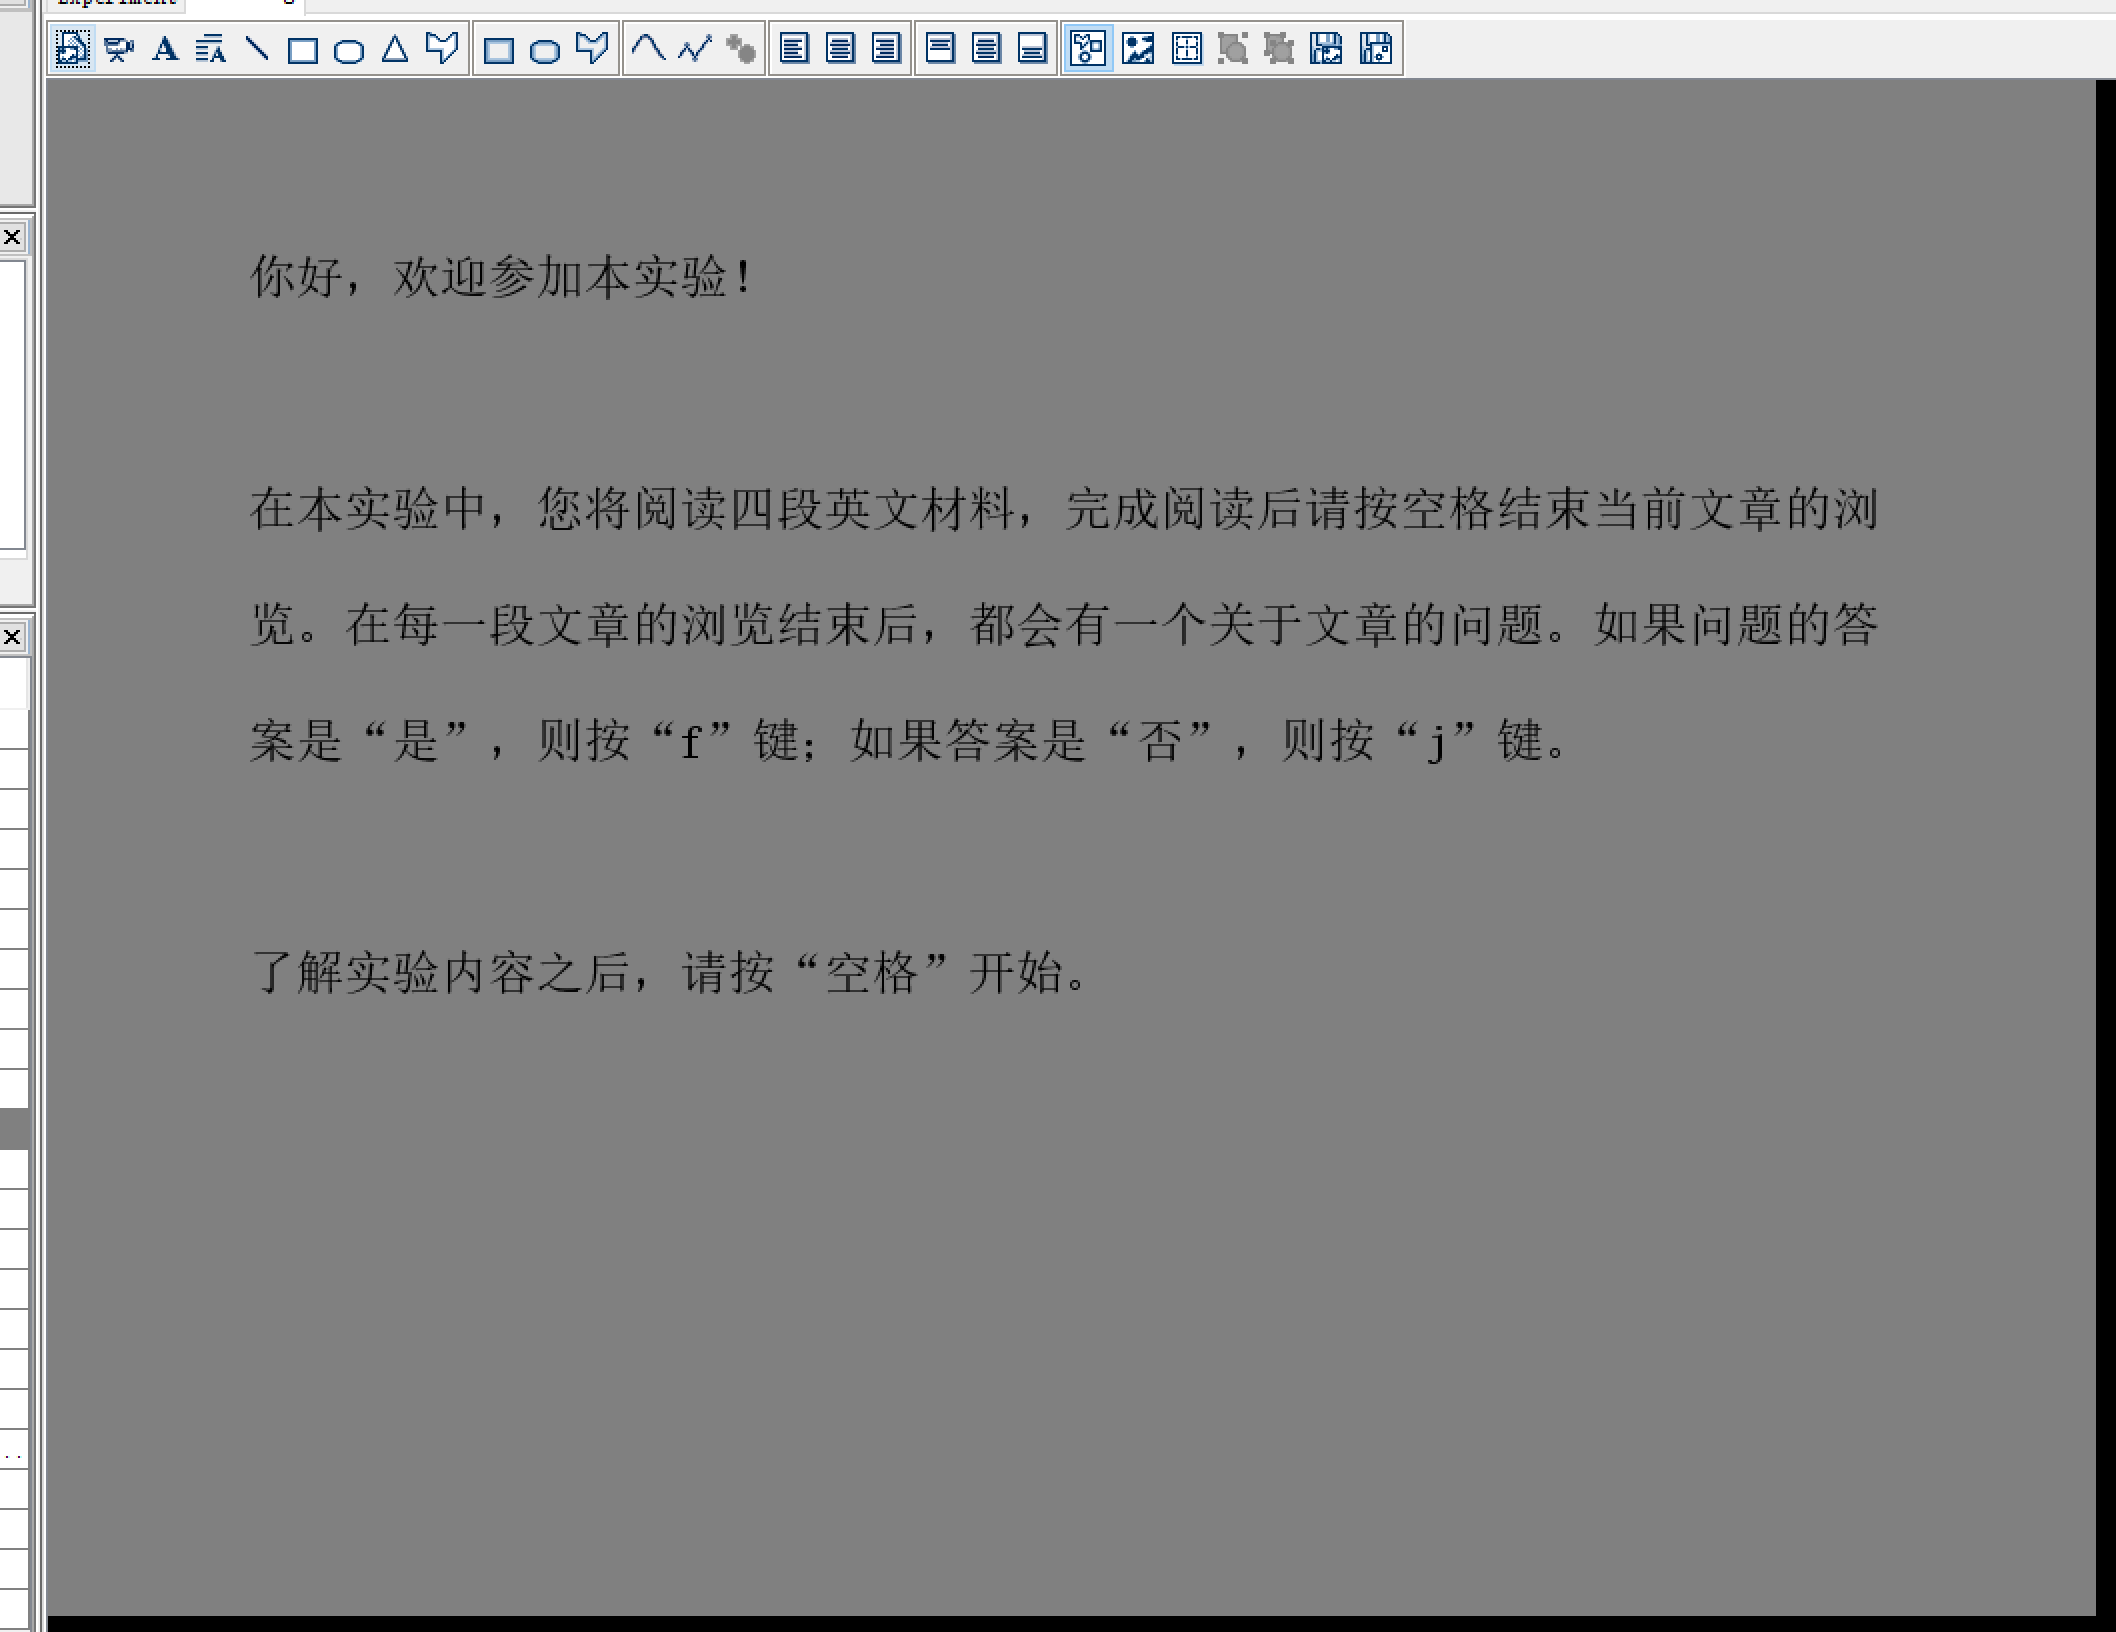 你好，欢迎参加本实验！
在本实验中，您将阅读四段英文材料，完成阅读后请按空格结束当前文章的浏
览。在每一段文章的浏览结束后，都会有一个关于文章的问题。如果问题的答
案是“是”，则按“f”键；如果答案是“否”，则按“j”键。
了解实验内容之后，请按“空格”开始。